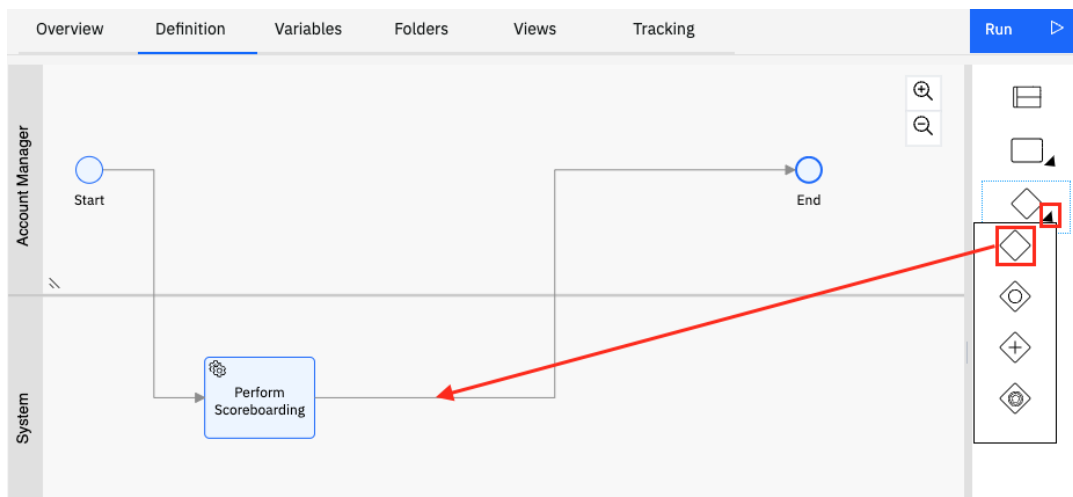 Overview
Definition
Variables
Folders
Views
Tracking
Run
Account Manager
Start
End
System
Perform
Scoreboarding